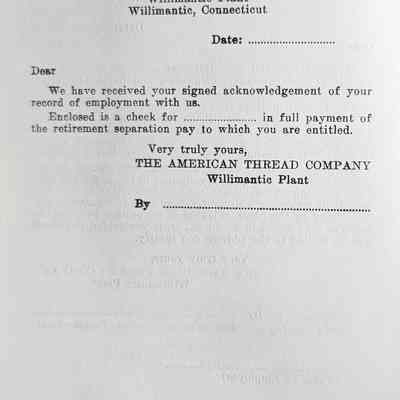 Willimantic Plant
Willimantic, Connecticut
Date: ............................
Dear
We have received your signed acknowledgement of your
record of employment with us.
Enclosed is a check for ........................ in full payment of
the retirement separation pay to which you are entitled.
Very truly yours,
THE AMERICAN THREAD COMPANY
Willimantic Plant
By ...................................................................